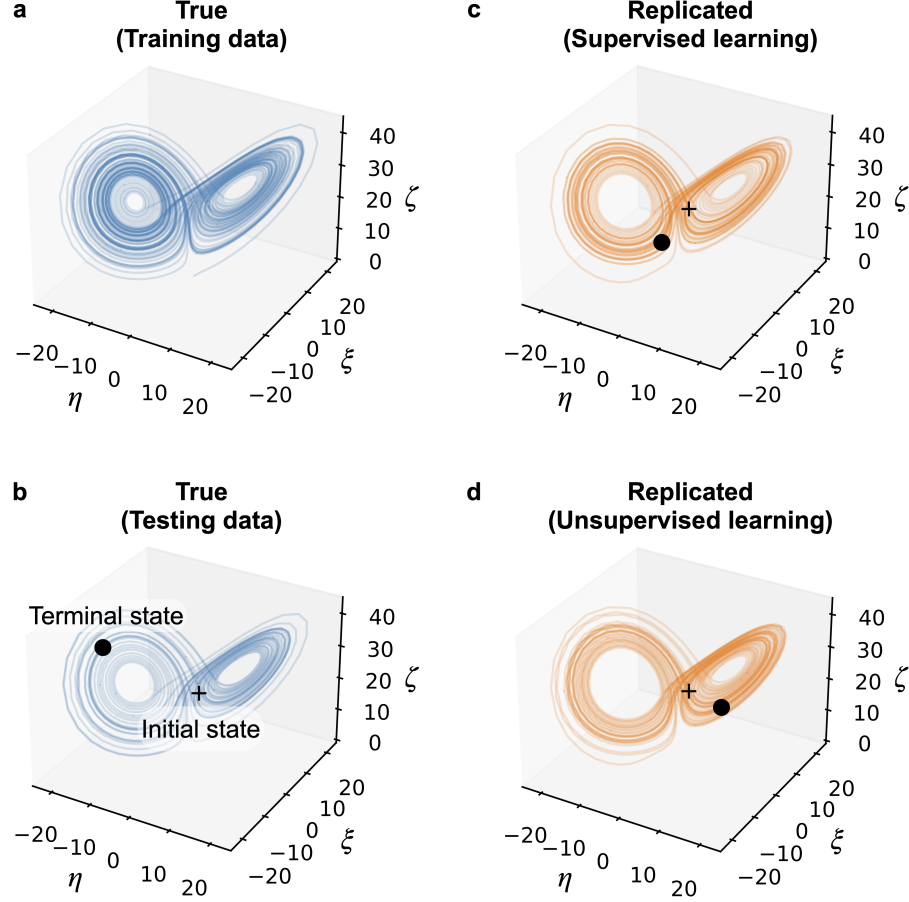 a
True
(Training data)
40
30
20
10
0
ζ
20
10
0
−10
−20
ξ
−20
−10
0
10
20
η
c
Replicated
(Supervised learning)
40
30
20
10
0
ζ
20
10
0
−10
−20
ξ
−20
−10
0
10
20
η
b
True
(Testing data)
Terminal state
Initial state
40
30
20
10
0
ζ
20
10
0
−10
−20
ξ
−20
−10
0
10
20
η
d
Replicated
(Unsupervised learning)
40
30
20
10
0
ζ
20
10
0
−10
−20
ξ
−20
−10
0
10
20
η